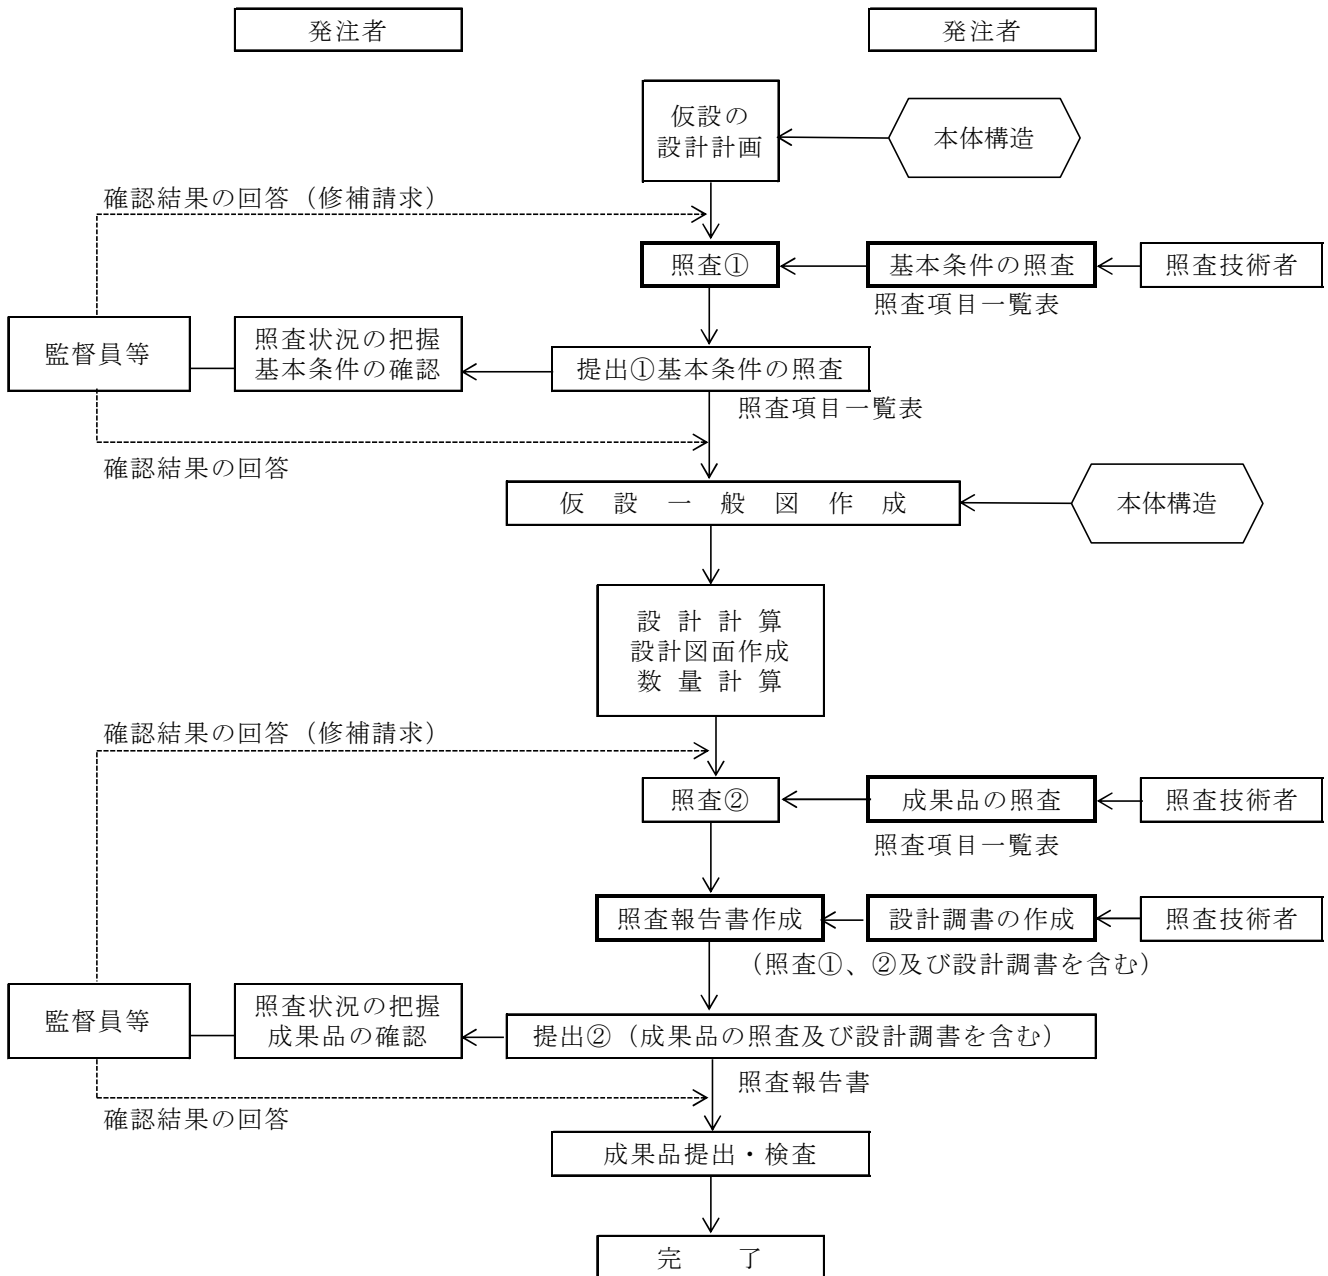 発注者
発注者
仮設の
設計計画
本体構造
確認結果の回答（修補請求）
照査①
基本条件の照査
照査技術者
照査項目一覧表
監督員等
照査状況の把握
基本条件の確認
提出①基本条件の照査
照査項目一覧表
確認結果の回答
仮設一般図作成
本体構造
設計計算
設計図面作成
数量計算
確認結果の回答（修補請求）
照査②
成果品の照査
照査技術者
照査項目一覧表
照査報告書作成
設計調書の作成
照査技術者
（照査①、②及び設計調書を含む）
監督員等
照査状況の把握
成果品の確認
提出②（成果品の照査及び設計調書を含む）
照査報告書
確認結果の回答
成果品提出・検査
完了